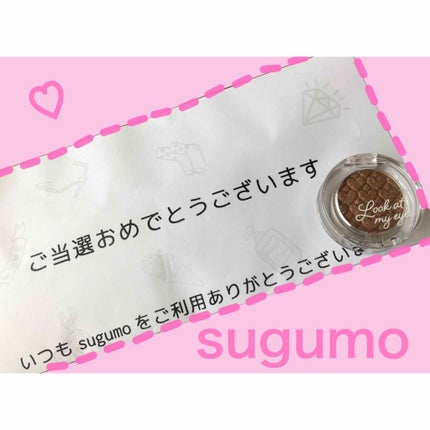 ご当選おめでとうございます
Look at
my eye
いつも sugumo をご利用ありがとうございま
sugumo